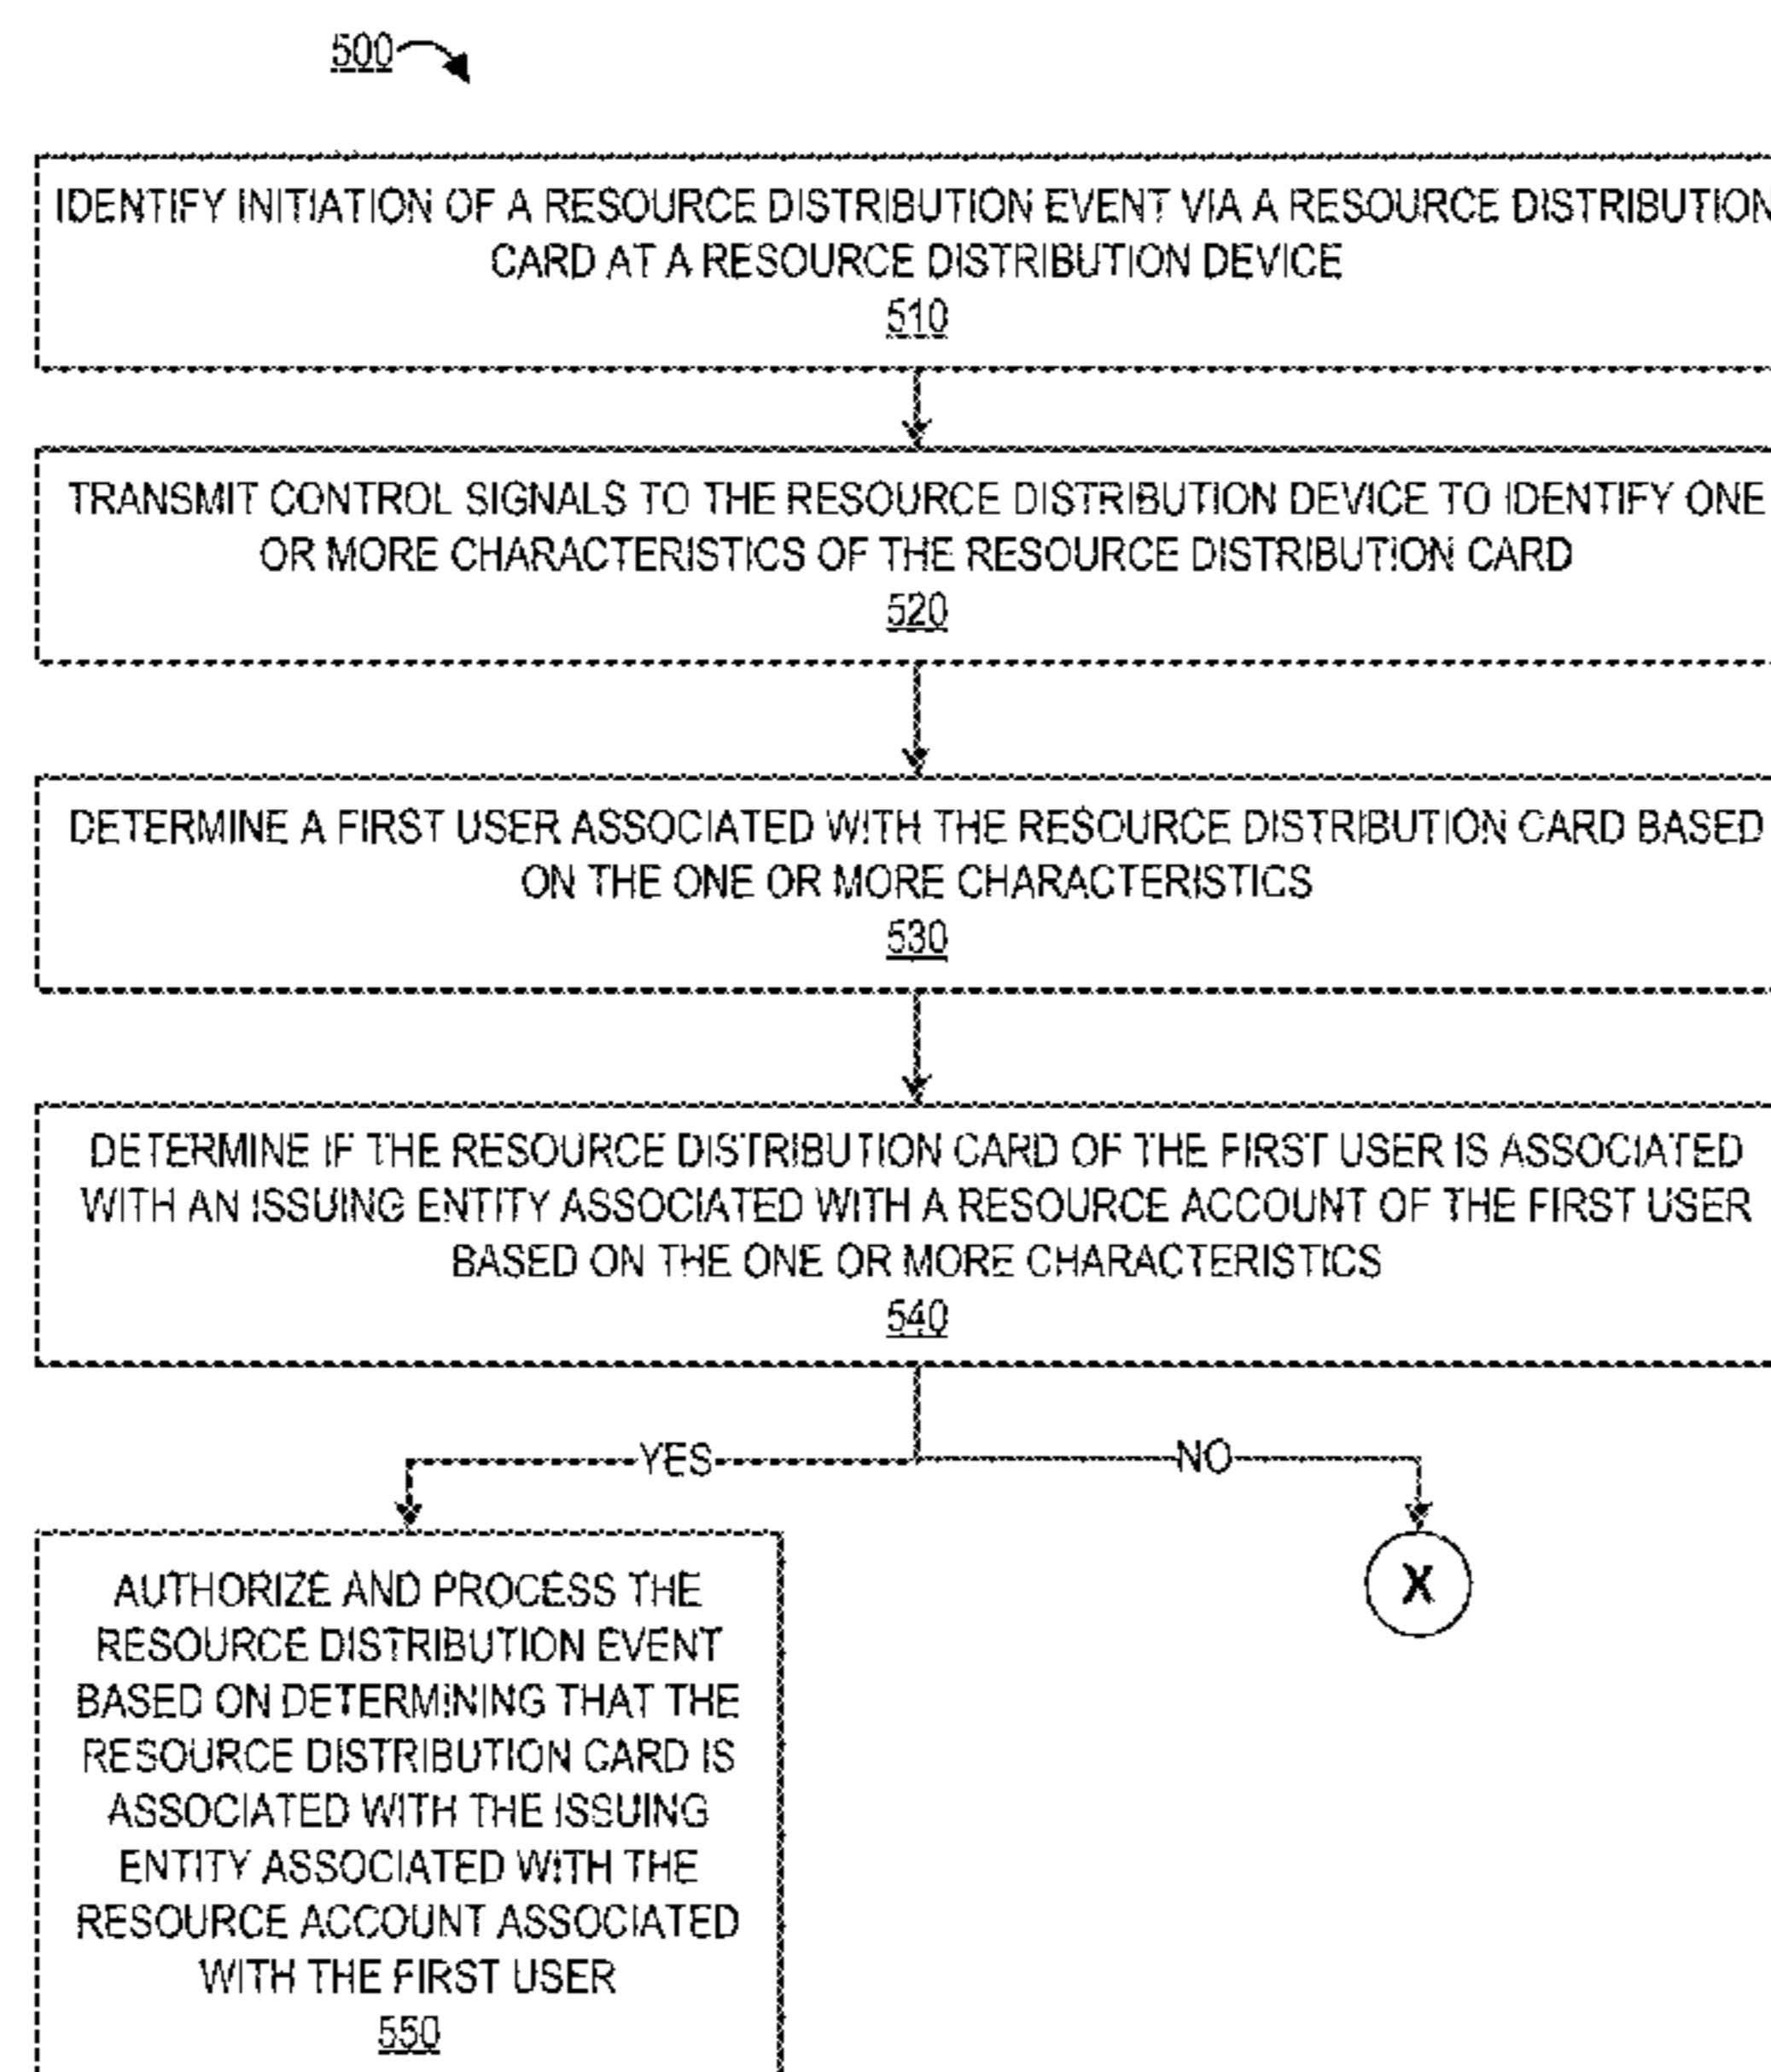 500
IDENTIFY INITIATION OF A RESOURCE DISTRIBUTION EVENT VIA A RESOURCE DISTRIBUTION
CARD AT A RESOURCE DISTRIBUTION DEVICE
510
TRANSMIT CONTROL SIGNALS TO THE RESOURCE DISTRIBUTION DEVICE TO IDENTIFY ONE
OR MORE CHARACTERISTICS OF THE RESOURCE DISTRIBUTION CARD
520
DETERMINE A FIRST USER ASSOCIATED WITH THE RESOURCE DISTRIBUTION CARD BASED
ON THE ONE OR MORE CHARACTERISTICS
530
DETERMINE IF THE RESOURCE DISTRIBUTION CARD OF THE FIRST USER IS ASSOCIATED
WITH AN ISSUING ENTITY ASSOCIATED WITH A RESOURCE ACCOUNT OF THE FIRST USER
BASED ON THE ONE OR MORE CHARACTERISTICS
540
YES
NO
X
AUTHORIZE AND PROCESS THE
RESOURCE DISTRIBUTION EVENT
BASED ON DETERMINING THAT THE
RESOURCE DISTRIBUTION CARD IS
ASSOCIATED WITH THE ISSUING
ENTITY ASSOCIATED WITH THE
RESOURCE ACCOUNT ASSOCIATED
WITH THE FIRST USER
550